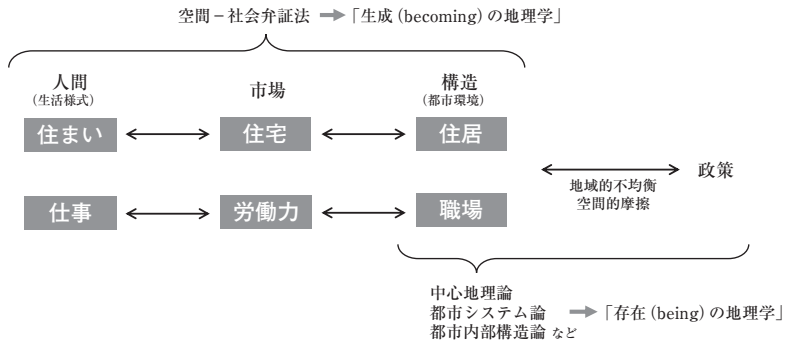 空間－社会弁証法 ➡「生成（becoming）の地理学」
人間 市場 構造
（生活様式） （都市環境）
住まい 住宅 住居
政策
地域的不均衡
空間的摩擦
仕事 労働力 職場
中心地理論
都市システム論 ➡「存在（being）の地理学」
都市内部構造論 など